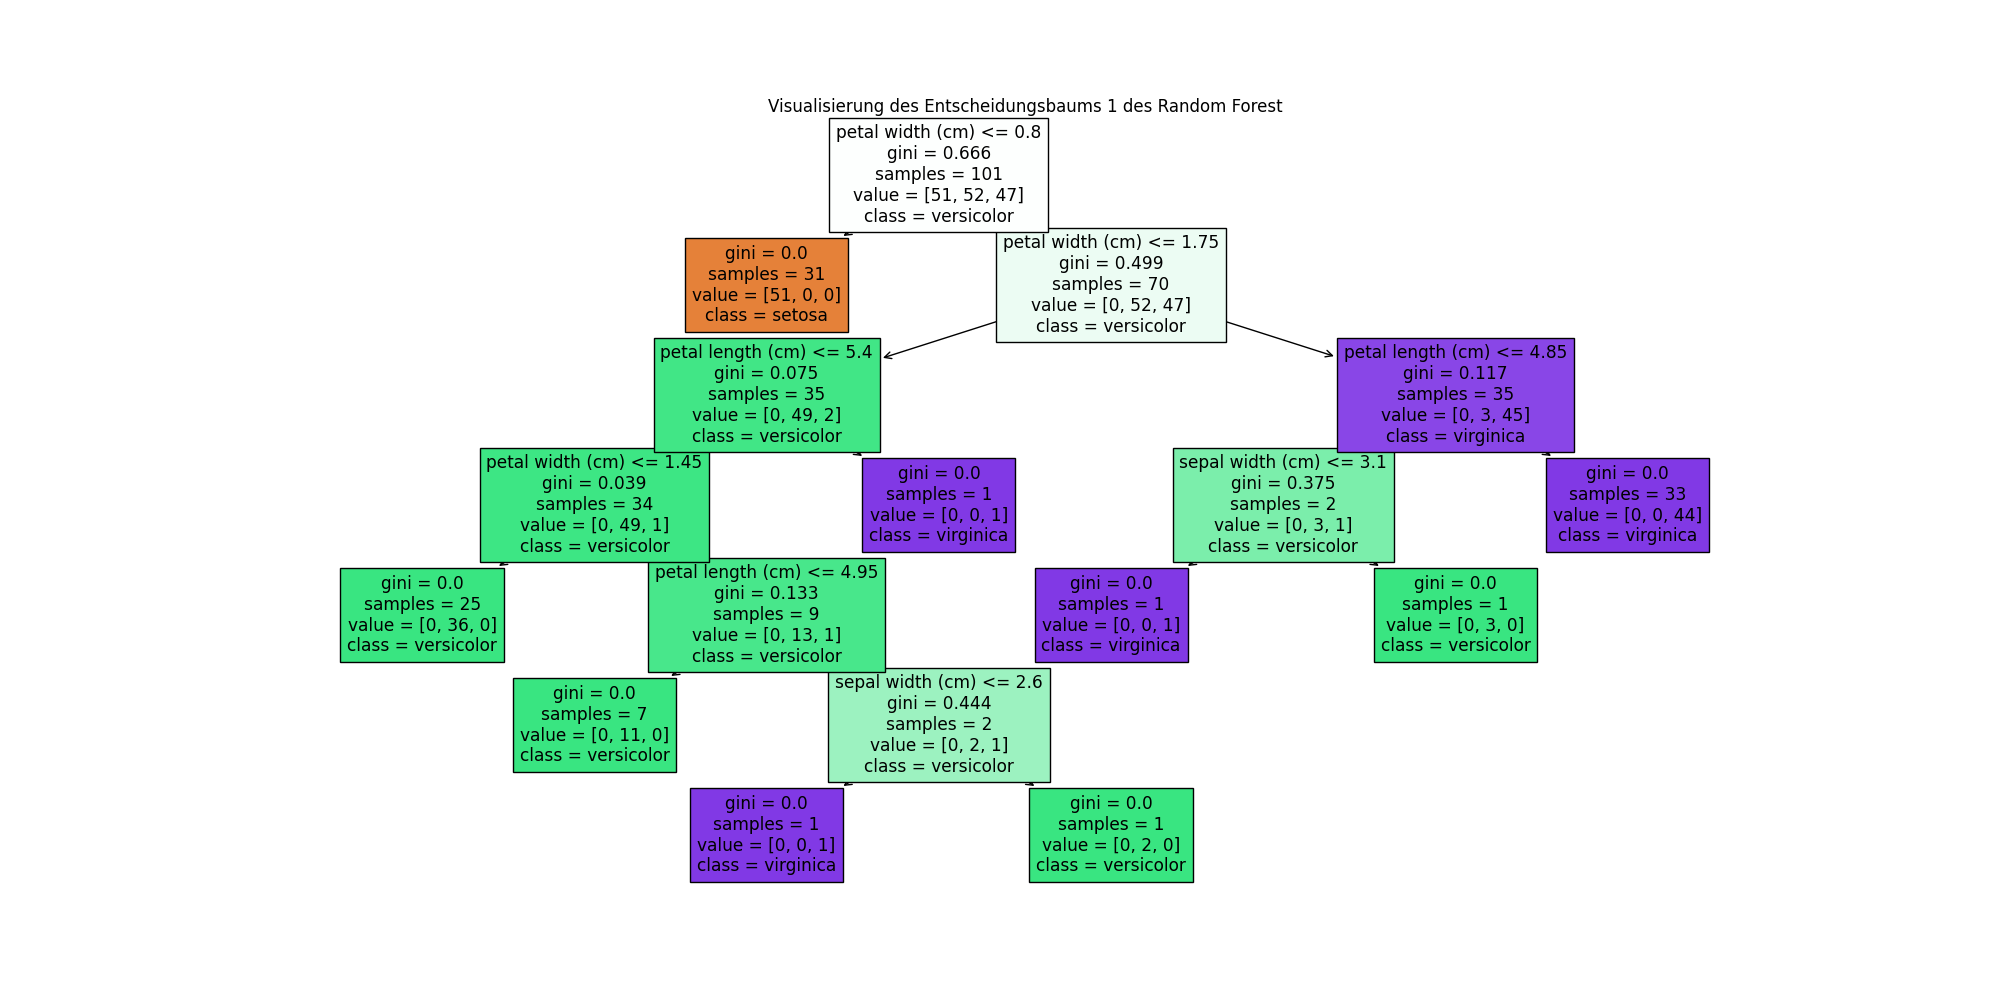 Visualisierung des Entscheidungsbaums 1 des Random Forest
petal width (cm) <= 0.8
gini = 0.666
samples = 101
value = [51, 52, 47]
class = versicolor
gini = 0.0
samples = 31
value = [51, 0, 0]
class = setosa
petal width (cm) <= 1.75
gini = 0.499
samples = 70
value = [0, 52, 47]
class = versicolor
petal length (cm) <= 5.4
gini = 0.075
samples = 35
value = [0, 49, 2]
class = versicolor
petal length (cm) <= 4.85
gini = 0.117
samples = 35
value = [0, 3, 45]
class = virginica
petal width (cm) <= 1.45
gini = 0.039
samples = 34
value = [0, 49, 1]
class = versicolor
gini = 0.0
samples = 1
value = [0, 0, 1]
class = virginica
sepal width (cm) <= 3.1
gini = 0.375
samples = 2
value = [0, 3, 1]
class = versicolor
gini = 0.0
samples = 33
value = [0, 0, 44]
class = virginica
gini = 0.0
samples = 25
value = [0, 36, 0]
class = versicolor
petal length (cm) <= 4.95
gini = 0.133
samples = 9
value = [0, 13, 1]
class = versicolor
gini = 0.0
samples = 1
value = [0, 0, 1]
class = virginica
gini = 0.0
samples = 1
value = [0, 3, 0]
class = versicolor
gini = 0.0
samples = 7
value = [0, 11, 0]
class = versicolor
sepal width (cm) <= 2.6
gini = 0.444
samples = 2
value = [0, 2, 1]
class = versicolor
gini = 0.0
samples = 1
value = [0, 0, 1]
class = virginica
gini = 0.0
samples = 1
value = [0, 2, 0]
class = versicolor